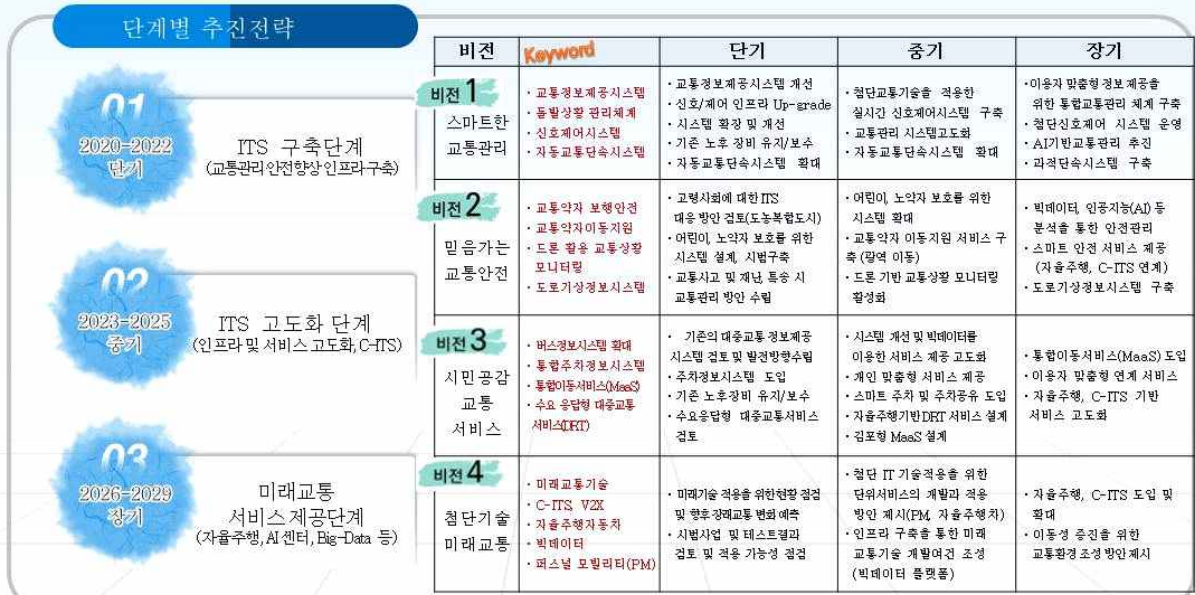 단계별 추진전략
01
2020-2022
단기
ITS 구축단계
(교통관리안전향상인프라구축)
02
2023-2025
중기
ITS 고도화 단계
(인프라 및 서비스 고도화, C-ITS)
03
2026-2029
장기
미래교통
서비스 제공단계
(자율주행, AI 센터, Big-Data 등)
비전
Keyword
단기
중기
장기
비전 1
스마트한
교통관리
· 교통정보제공시스템
· 돌발상황 관리체계
· 신호제어시스템
· 자동교통단속시스템
· 교통정보제공시스템 개선
· 신호/제어 인프라 Up-grade
· 시스템 확장 및 개선
· 기존 노후 장비 유지/보수
· 자동교통단속시스템 확대
· 첨단교통기술을 적용한
실시간 신호제어시스템 구축
· 교통관리 시스템고도화
· 자동교통단속시스템 확대
· 이용자 맞춤형 정보 제공을
위한 통합교통관리 체계 구축
· 첨단신호제어 시스템 운영
· AI기반교통관리 추진
· 과적단속시스템 구축
비전 2
믿음가는
교통안전
· 교통약자 보행안전
· 교통약자이동지원
· 드론 활용 교통상황
모니터링
· 도로기상정보시스템
· 고령사회에 대한 ITS
대응 방안 검토(도농복합도시)
· 어린이, 노약자 보호를 위한
시스템 설계, 시범구축
· 교통사고 및 재난, 특송 시
교통관리 방안 수립
· 어린이, 노약자 보호를 위한
시스템 확대
· 교통약자 이동지원 서비스 구
축 (광역 이동)
· 드론 기반 교통상황 모니터링
활성화
· 빅데이터, 인공지능(AI) 등
분석을 통한 안전관리
· 스마트 안전 서비스 제공
(자율주행, C-ITS 연계)
· 도로기상정보시스템 구축
비전 3
시민공감
교통
서비스
· 버스정보시스템 확대
· 통합주차정보시스템
· 통합이동서비스(MaaS)
· 수요 응답형 대중교통
서비스(DRT)
· 기존의 대중교통 정보제공
시스템 검토 및 발전방향수립
· 주차정보시스템 도입
· 기존 노후장비 유지/보수
· 수요응답형 대중교통서비스
검토
· 시스템 개선 및 빅데이터를
이용한 서비스 제공 고도화
· 개인 맞춤형 서비스 제공
· 스마트 주차 및 주차공유 도입
· 자율주행기반 DRT 서비스 설계
· 김포형 MaaS 설계
· 통합이동서비스(MaaS) 도입
· 이용자 맞춤형 연계 서비스
· 자율주행, C-ITS 기반
서비스 고도화
비전 4
첨단기술
미래교통
· 미래교통기술
· C-ITS, V2X
· 자율주행자동차
· 빅데이터
· 퍼스널 모빌리티(PM)
· 미래기술 적용을 위한현황 점검
및 향후 장래교통 변화 예측
· 시범사업 및 테스트결과
검토 및 적용 가능성 점검
· 첨단 IT 기술적용을 위한
단위서비스의 개발과 적용
방안 제시(PM, 자율주행차)
· 인프라 구축을 통한 미래
교통기술 개발여건 조성
(빅데이터 플랫폼)
· 자율주행, C-ITS 도입 및
확대
· 이동성 증진을 위한
교통환경조성방안제시